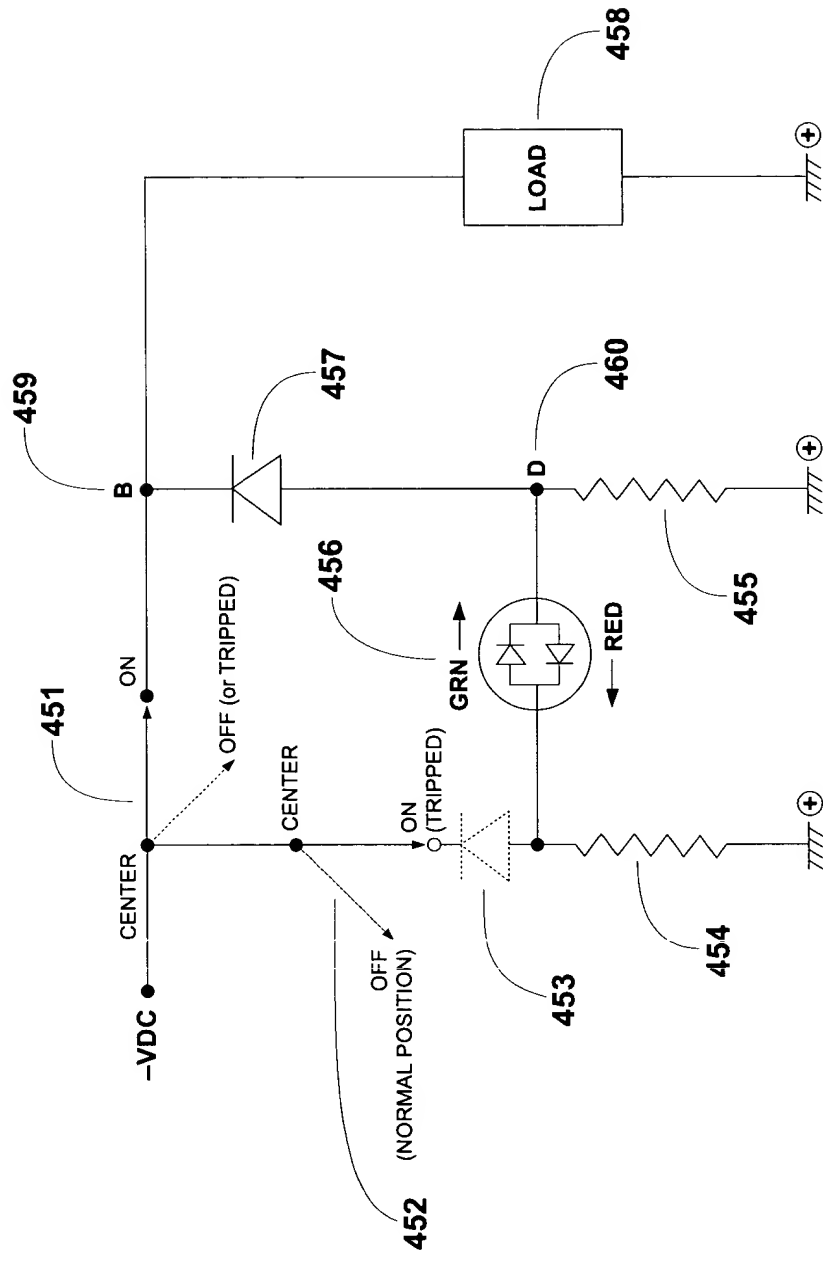 458
LOAD
459
B
457
460
D
456
455
ON
451
OFF (or TRIPPED)
GRN
RED
CENTER
CENTER
ON
(TRIPPED)
–VDC
452
OFF
(NORMAL POSITION)
453
454
+
+
+